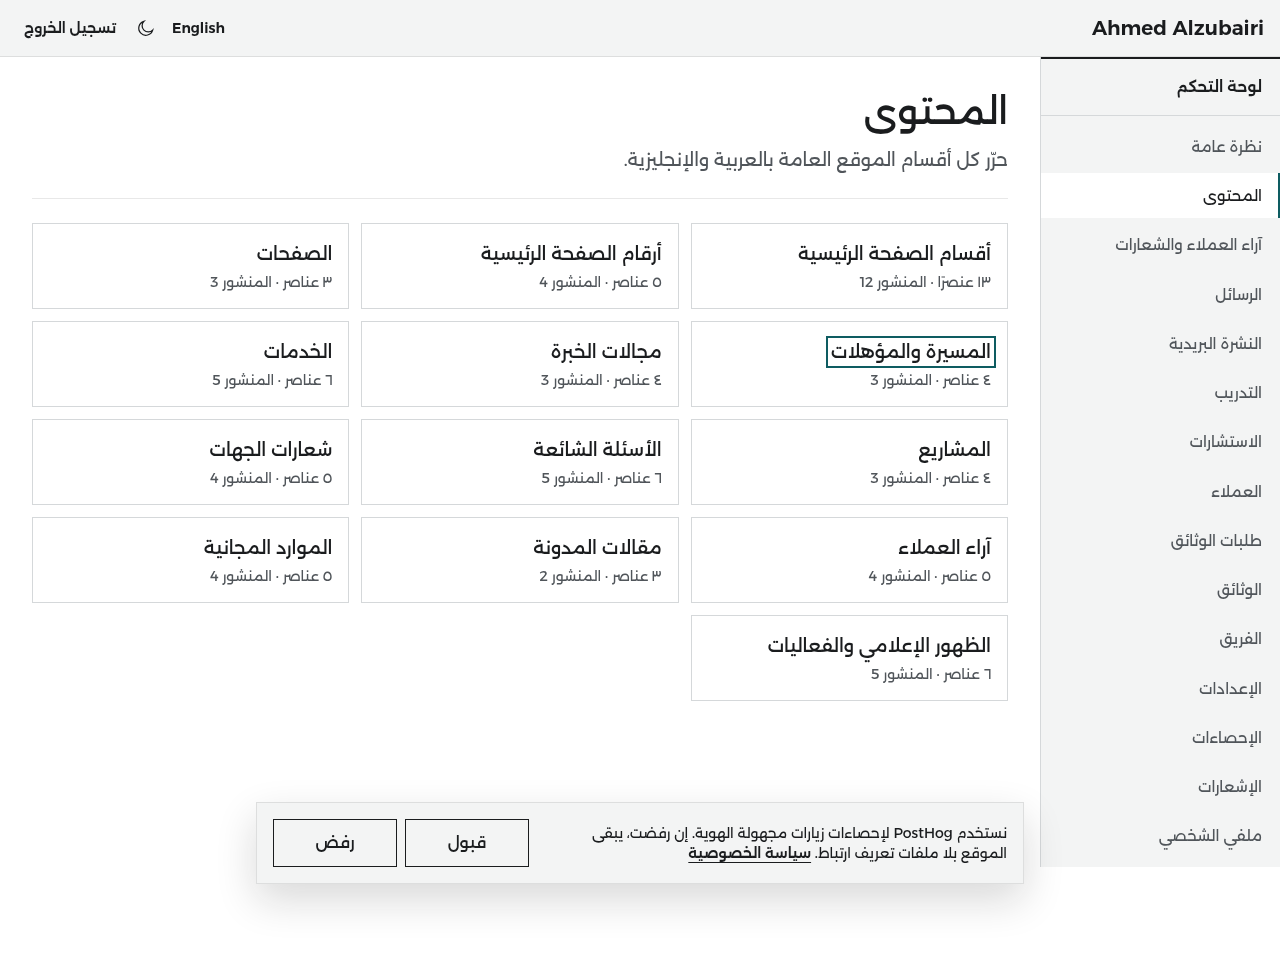 Ahmed Alzubairi
English
تسجيل الخروج
لوحة التحكم
نظرة عامة
المحتوى
آراء العملاء والشعارات
الرسائل
النشرة البريدية
التدريب
الاستشارات
العملاء
طلبات الوثائق
الوثائق
الفريق
الإعدادات
الإحصاءات
الإشعارات
ملفي الشخصي
المحتوى
حرّر كل أقسام الموقع العامة بالعربية والإنجليزية.
أقسام الصفحة الرئيسية
١٣ عنصرًا · المنشور 12
أرقام الصفحة الرئيسية
٥ عناصر · المنشور 4
الصفحات
٣ عناصر · المنشور 3
المسيرة والمؤهلات
٤ عناصر · المنشور 3
مجالات الخبرة
٤ عناصر · المنشور 3
الخدمات
٦ عناصر · المنشور 5
المشاريع
٤ عناصر · المنشور 3
الأسئلة الشائعة
٦ عناصر · المنشور 5
شعارات الجهات
٥ عناصر · المنشور 4
آراء العملاء
٥ عناصر · المنشور 4
مقالات المدونة
٣ عناصر · المنشور 2
الموارد المجانية
٥ عناصر · المنشور 4
الظهور الإعلامي والفعاليات
٦ عناصر · المنشور 5
نستخدم PostHog لإحصاءات زيارات مجهولة الهوية. إن رفضت، يبقى
الموقع بلا ملفات تعريف ارتباط. سياسة الخصوصية
قبول
رفض